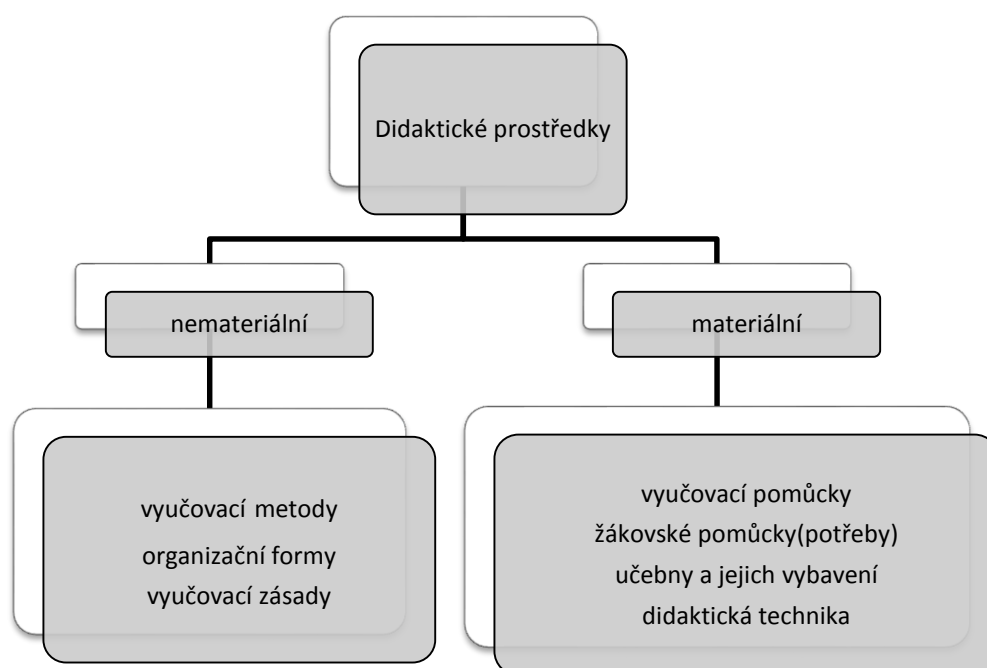 Didaktické prostředky
nemateriální
materiální
vyučovací metody
organizační formy
vyučovací zásady
vyučovací pomůcky
žákovské pomůcky(potřeby)
učebny a jejich vybavení
didaktická technika